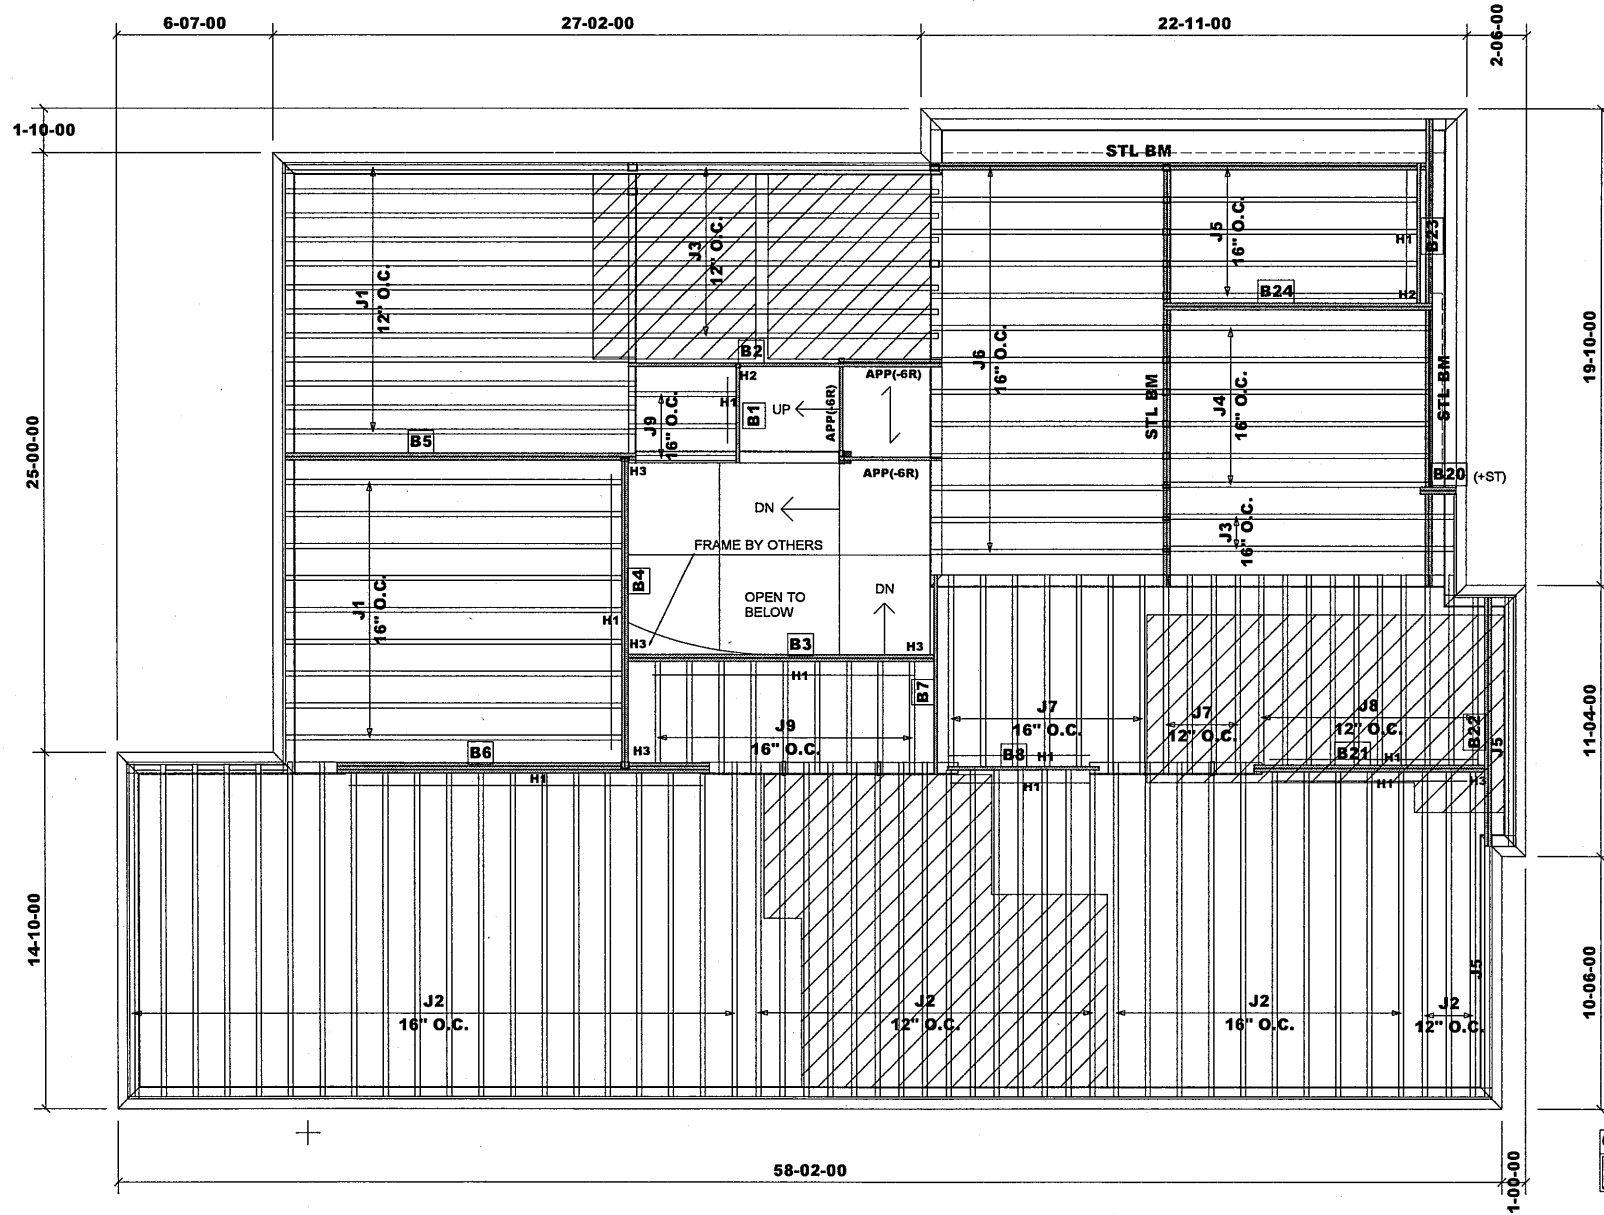 6-07-00
27-02-00
22-11-00
2-06-00
1-10-00
STL BM
J3
12" O.C.
J5
16" O.C.
B23
H1
J1
12" O.C.
B24
H2
19-10-00
B2
J6
16" O.C.
STL BM
H2
APP(-6R)
STL BM
J4
16" O.C.
H1
B1
UP
APP(-6R)
J9
16" O.C.
25-00-00
B5
H3
APP(-6R)
B20
(+ST)
DN
J3
16" O.C.
FRAME BY OTHERS
B4
DN
OPEN TO
BELOW
J1
16" O.C.
H1
H3
B3
H3
H1
B7
J7
16" O.C.
J7
12" O.C.
J8
12" O.C.
11-04-00
J9
16" O.C.
B22
J5
B6
H3
B8
H1
B21
H1
H1
H1
H1
H3
14-10-00
J5
10-06-00
J2
16" O.C.
J2
12" O.C.
J2
16" O.C.
J2
12" O.C.
58-02-00
1-00-00